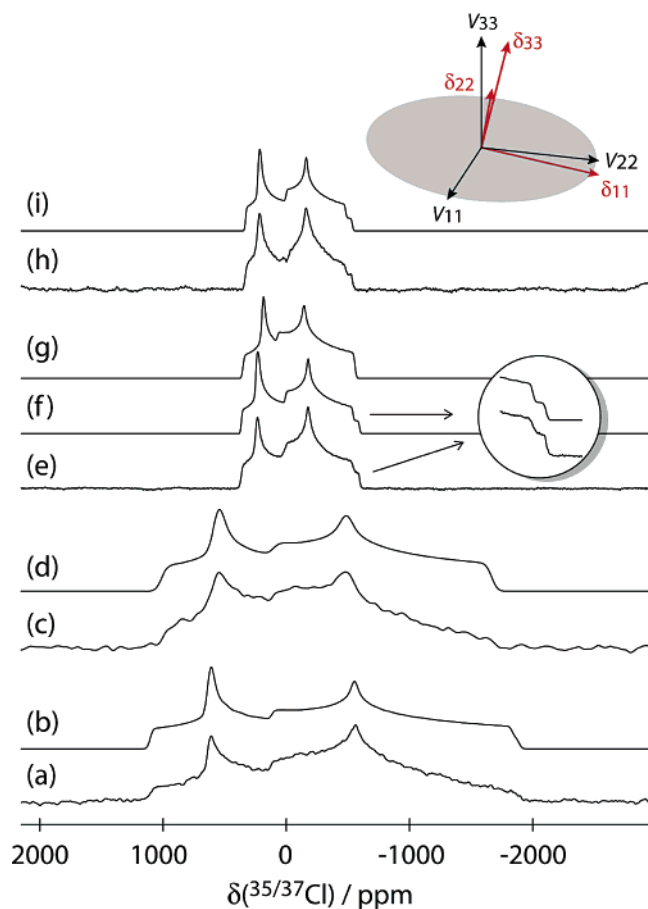 V33
δ33
δ22
V22
δ11
V11
(i)
(h)
(g)
(f)
(e)
(d)
(c)
(b)
(a)
2000 1000 0 -1000 -2000
δ(35/37Cl) / ppm